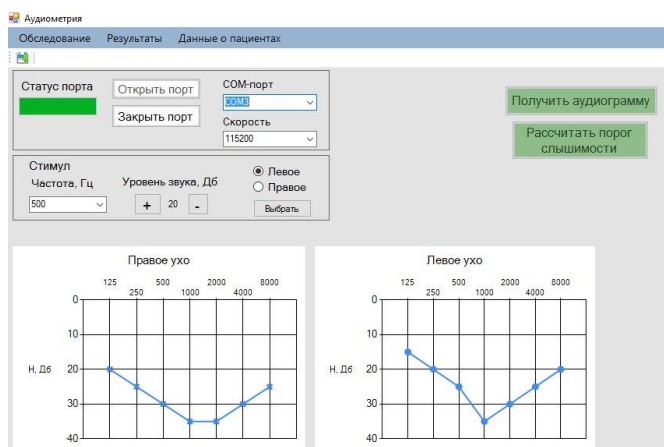 Аудиометрия
Обследование Результаты Данные о пациентах
Статус порта
Открыть порт
Закрыть порт
COM-порт
COM3
Скорость
115200
Получить аудиограмму
Рассчитать порог
слышимости
Стимул
Частота, Гц
500
Уровень звука, Дб
+ 20 -
Левое
Правое
Выбрать
Правое ухо
125 500 2000 8000
250 1000 4000
0
10
Н, Дб 20
30
40
Левое ухо
125 500 2000 8000
250 1000 4000
0
10
Н, Дб 20
30
40